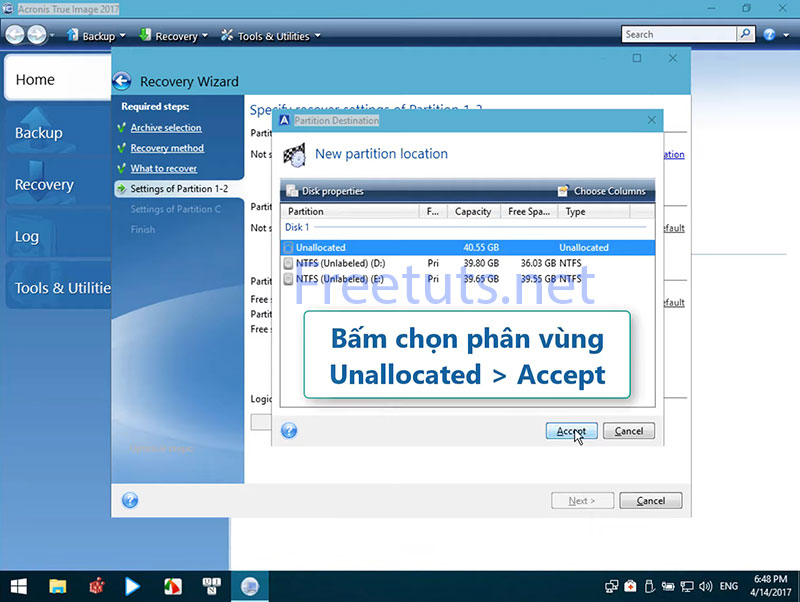 Acronis True Image 2017
Backup
Recovery
Tools & Utilities
Search
Home
Backup
Recovery
Log
Tools & Utilitie
Recovery Wizard
Required steps:
Archive selection
Recovery method
What to recover
Settings of Partition 1-2
Settings of Partition C
Finish
Specify recover settings of Partition 1-2
Partit
Not s
ation
Partit
Not s
efault
Partit
Free s
efault
Partit
Free s
Logic
Partition Destination
New partition location
Disk properties
Choose Columns
Partition F... Capacity Free Spa... Type
Disk 1
Unallocated 40.55 GB Unallocated
NTFS (Unlabeled) (D:) Pri 39.80 GB 36.03 GB NTFS
NTFS (Unlabeled) (E:) Pri 39.65 GB 39.55 GB NTFS
Freetuts.net
Bấm chọn phân vùng
Unallocated > Accept
Accept
Cancel
Next >
Cancel
ENG
6:48 PM
4/14/2017